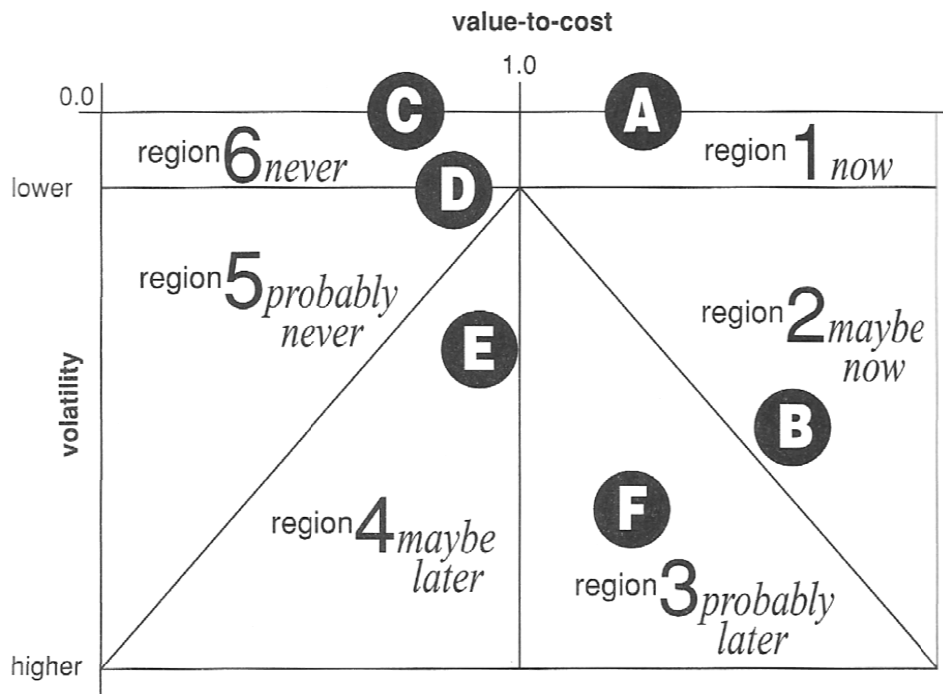 value-to-cost
1.0
0.0
C
A
region 6 never
region 1 now
lower
D
region 5 probably
never
region 2 maybe
now
E
volatility
B
F
region 4 maybe
later
region 3 probably
later
higher